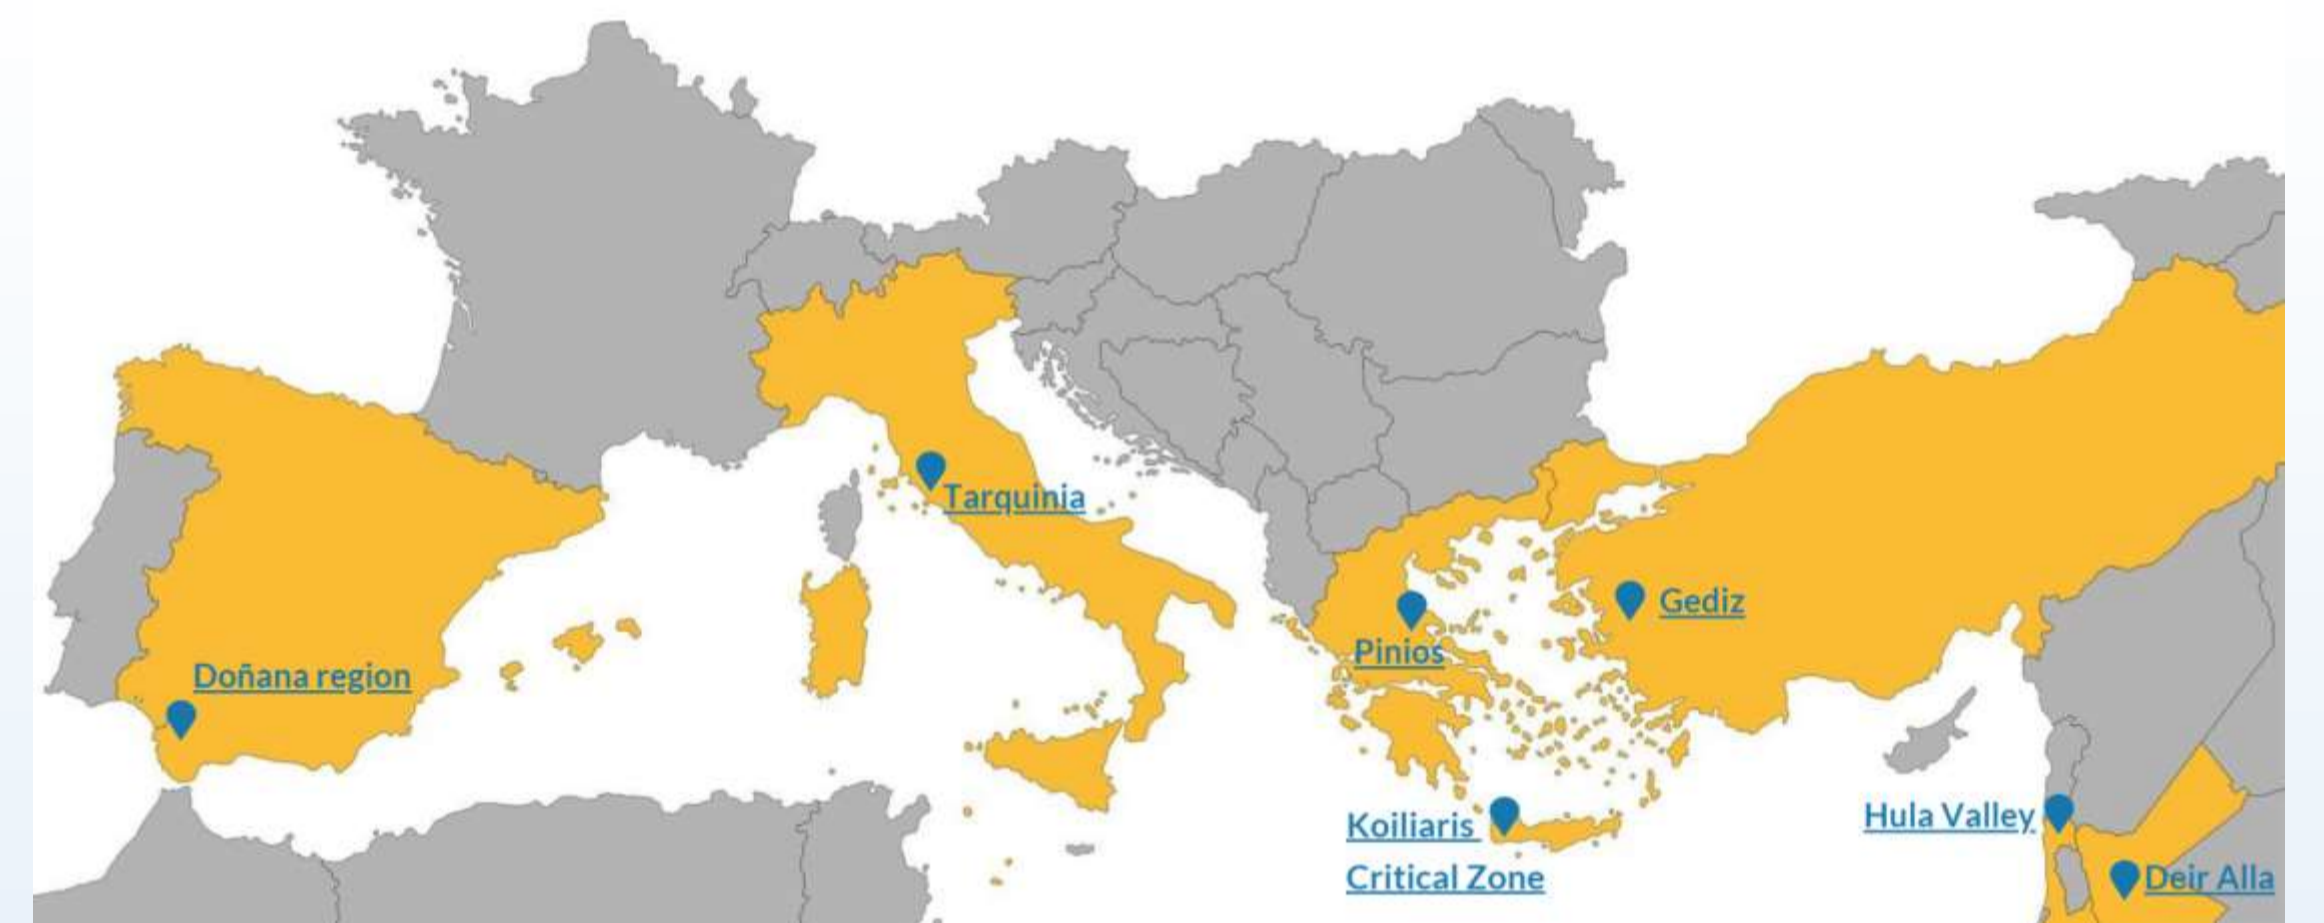 Tarquinia
Gediz
Pinios
Doñana region
Hula Valley
Koiliaris
Critical Zone
Deir Alla